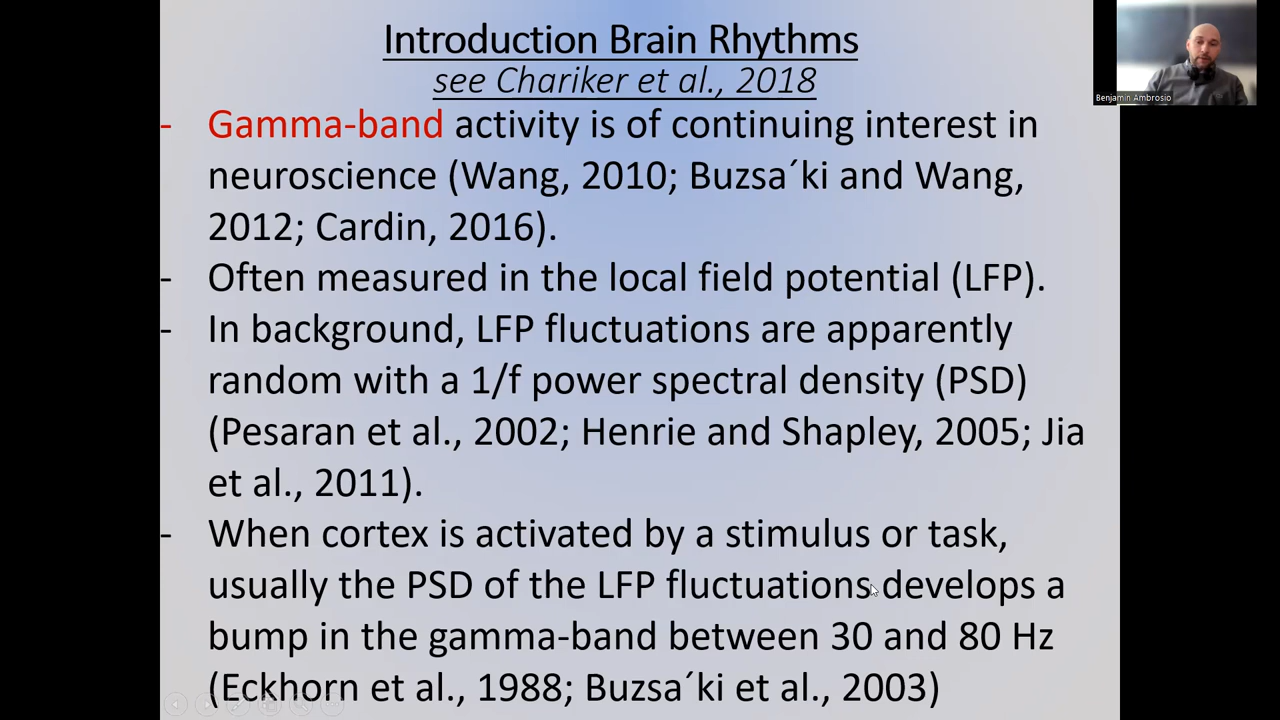 Introduction Brain Rhythms
see Chariker et al., 2018
- Gamma-band activity is of continuing interest in
neuroscience (Wang, 2010; Buzsa´ki and Wang,
2012; Cardin, 2016).
- Often measured in the local field potential (LFP).
- In background, LFP fluctuations are apparently
random with a 1/f power spectral density (PSD)
(Pesaran et al., 2002; Henrie and Shapley, 2005; Jia
et al., 2011).
- When cortex is activated by a stimulus or task,
usually the PSD of the LFP fluctuations develops a
bump in the gamma-band between 30 and 80 Hz
(Eckhorn et al., 1988; Buzsa´ki et al., 2003)
Benjamin Ambrosio